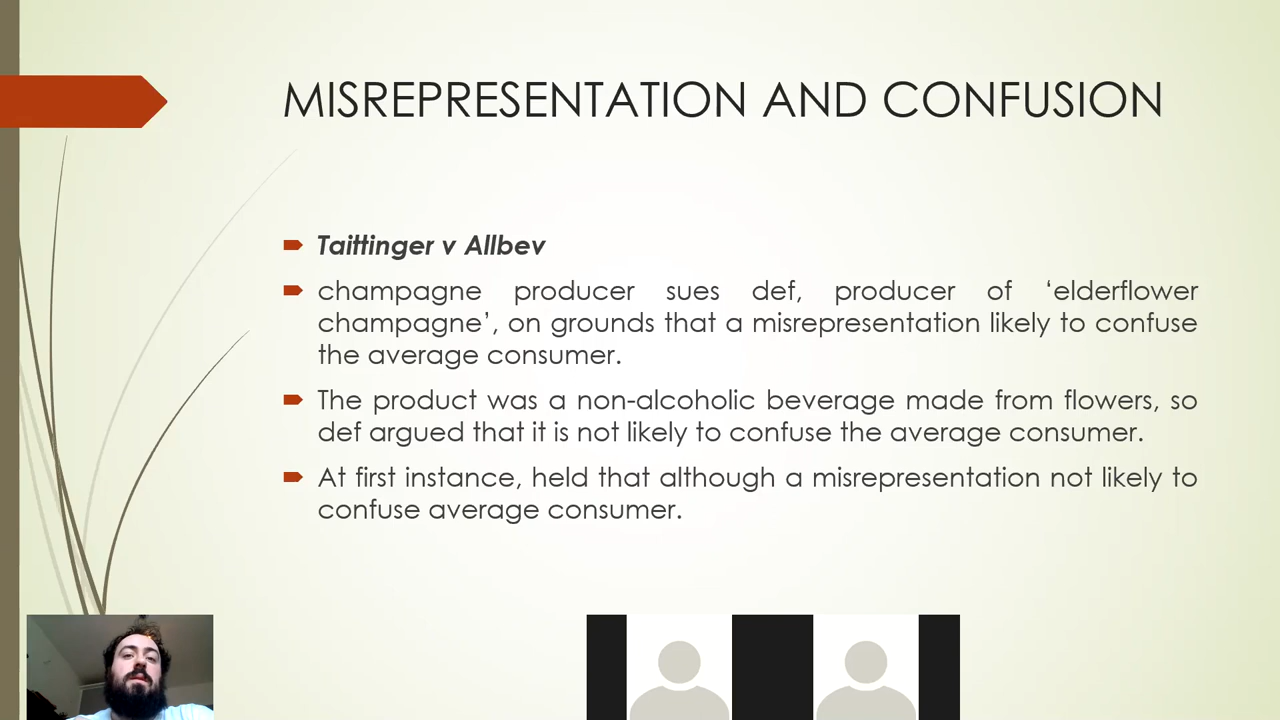 MISREPRESENTATION AND CONFUSION
Taittinger v Allbev
champagne producer sues def, producer of ‘elderflower
champagne’, on grounds that a misrepresentation likely to confuse
the average consumer.
The product was a non-alcoholic beverage made from flowers, so
def argued that it is not likely to confuse the average consumer.
At first instance, held that although a misrepresentation not likely to
confuse average consumer.